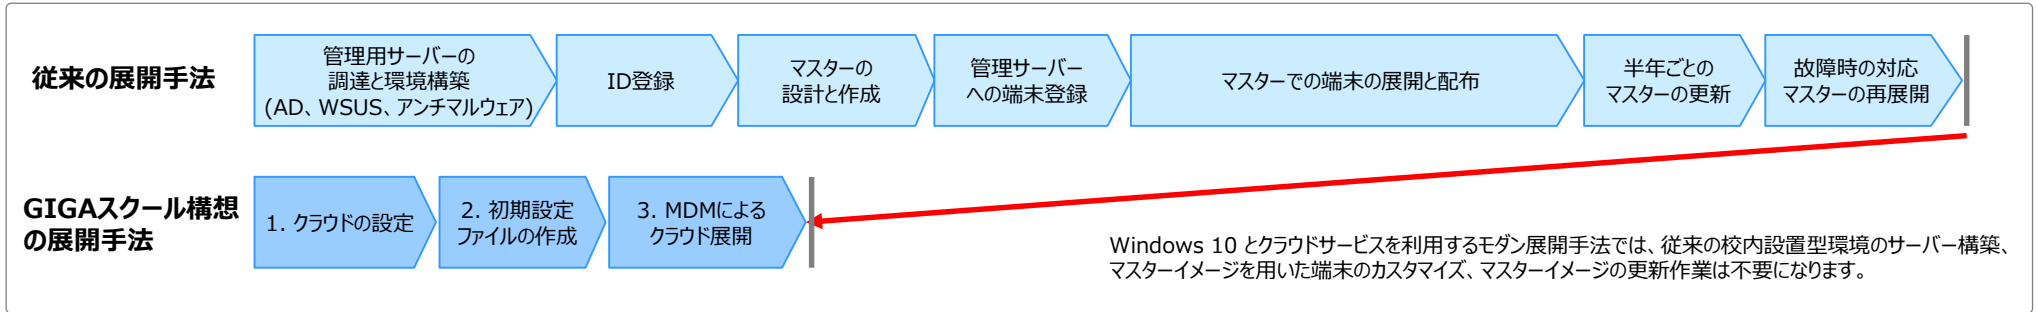 従来の展開手法
管理用サーバーの
調達と環境構築
(AD、WSUS、アンチマルウェア)
ID登録
マスターの
設計と作成
管理サーバー
への端末登録
マスターでの端末の展開と配布
半年ごとの
マスターの更新
故障時の対応
マスターの再展開
GIGAスクール構想
の展開手法
1. クラウドの設定
2. 初期設定
ファイルの作成
3. MDMによる
クラウド展開
Windows 10 とクラウドサービスを利用するモダン展開手法では、従来の校内設置型環境のサーバー構築、
マスターイメージを用いた端末のカスタマイズ、マスターイメージの更新作業は不要になります。